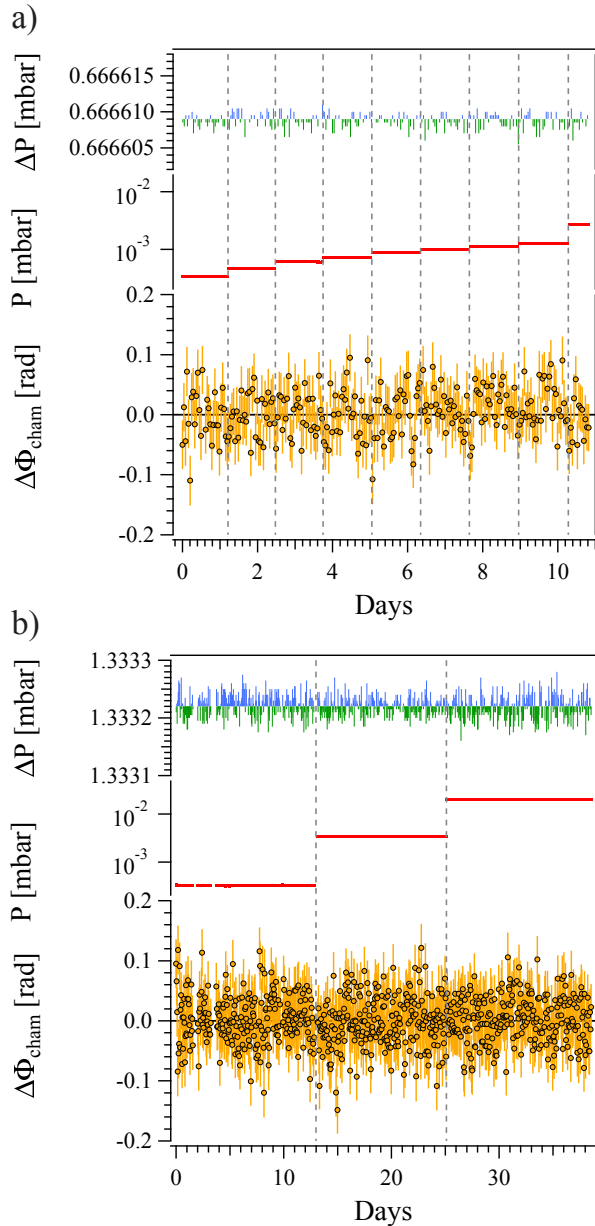 a)
ΔP [mbar]
0.666615
0.666610
0.666605
P [mbar]
10-2
10-3
ΔΦcham [rad]
0.2
0.1
0.0
-0.1
-0.2
0 2 4 6 8 10
Days
b)
ΔP [mbar]
1.3333
1.3332
1.3331
P [mbar]
10-2
10-3
ΔΦcham [rad]
0.2
0.1
0.0
-0.1
-0.2
0 10 20 30
Days